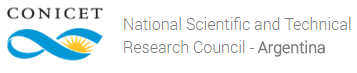 CONICET
National Scientific and Technical
Research Council - Argentina